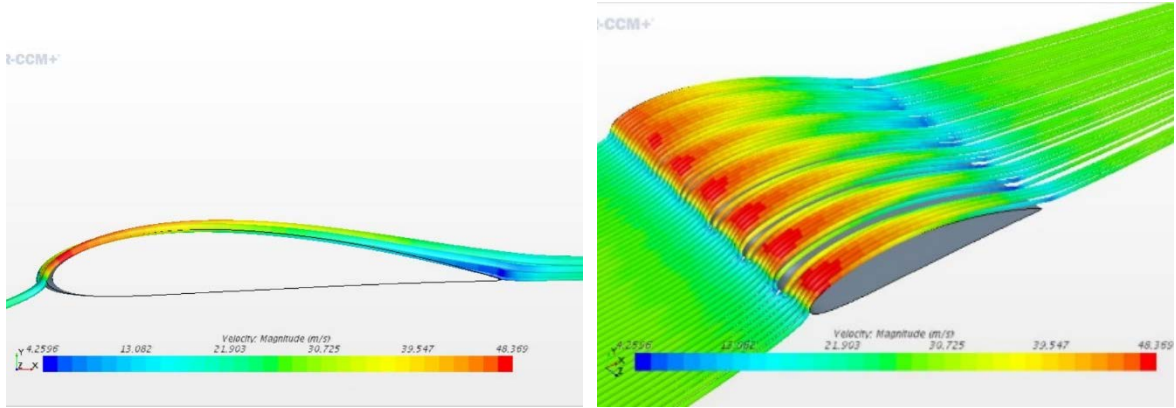 R-CCM+
Velocity: Magnitude (m/s)
4.2596 13.082 21.903 30.725 39.547 48.369
Y
Z X
R-CCM+
Velocity: Magnitude (m/s)
4.2596 13.082 21.903 30.725 39.547 48.369
Y
X
Z